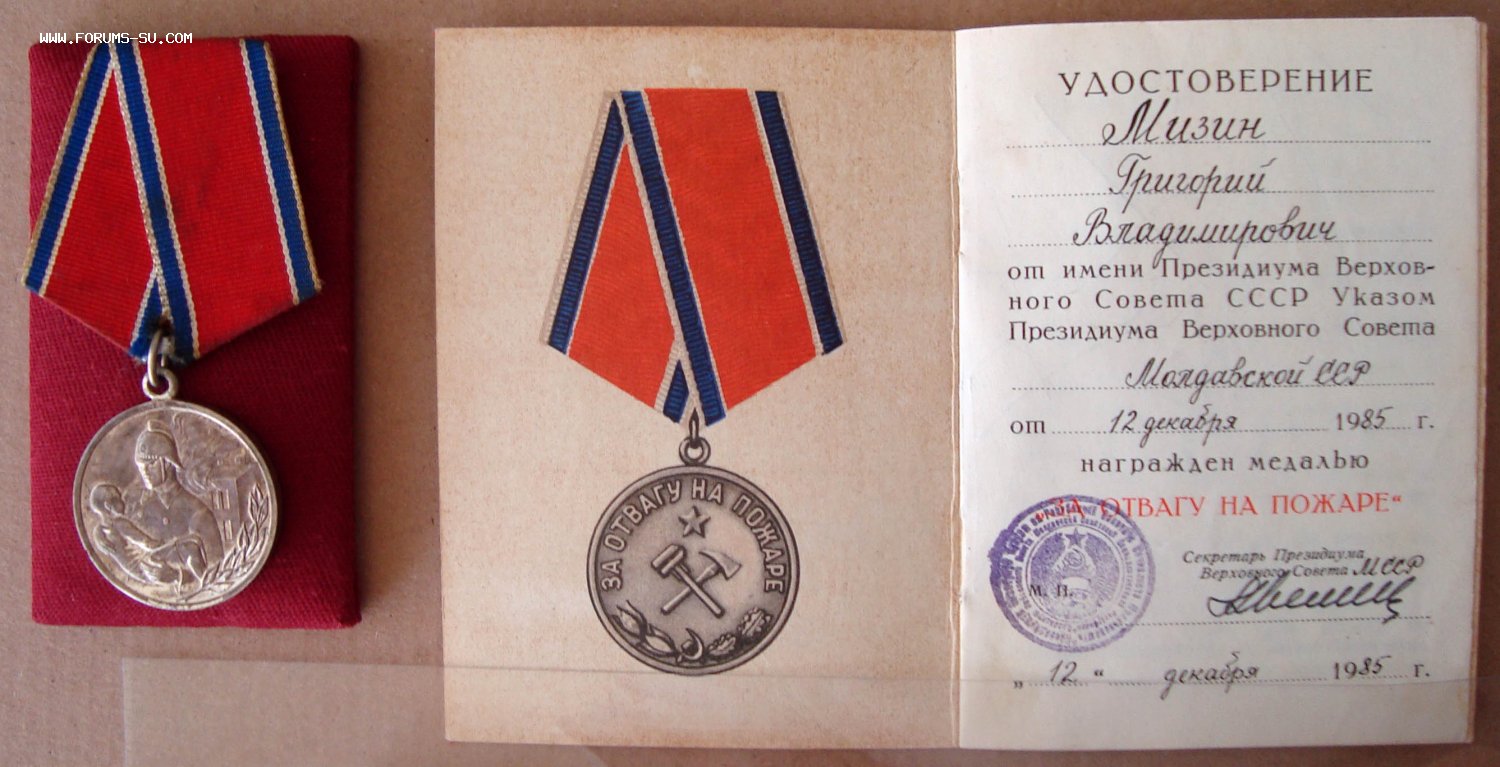 WWW.FORUMS-SU.COM
ЗА ОТВАГУ НА ПОЖАРЕ
УДОСТОВЕРЕНИЕ
Мизин
Григорий
Владимирович
от имени Президиума Верхов-
ного Совета СССР Указом
Президиума Верховного Совета
Молдавской ССР
от 12 декабря 1985 г.
награжден медалью
„ЗА ОТВАГУ НА ПОЖАРЕ“
Секретарь Президиума
Верховного Совета МССР
М. П.
„ 12 “ декабря 1985 г.